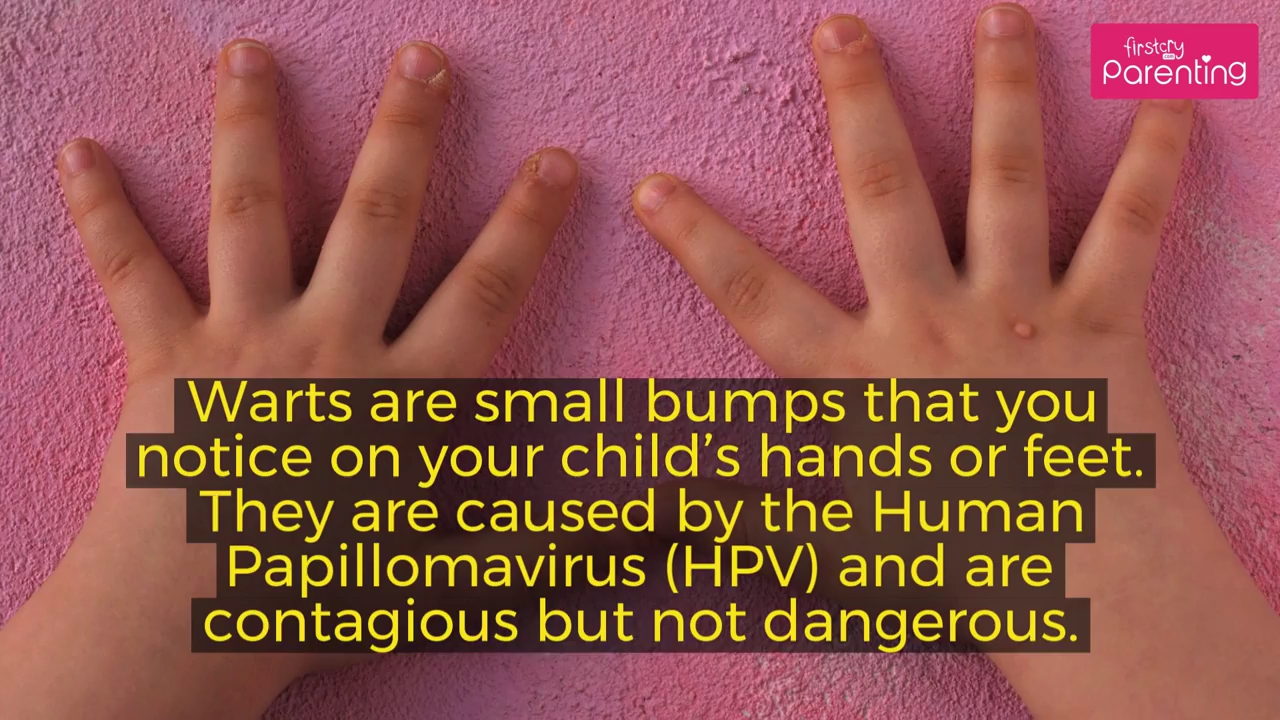 firstcry
.com
Parenting
Warts are small bumps that you
notice on your child’s hands or feet.
They are caused by the Human
Papillomavirus (HPV) and are
contagious but not dangerous.